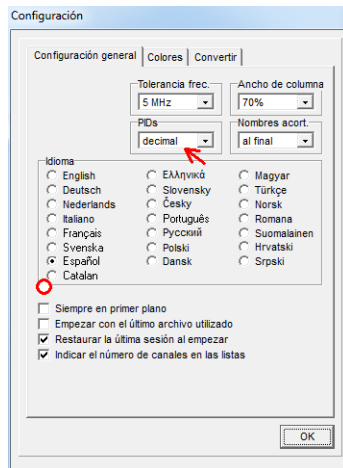 Configuración
Configuración general Colores Convertir
Tolerancia frec. Ancho de columna
5 MHz 70%
PIDs Nombres acort.
decimal al final
Idioma
English Ελληνικά Magyar
Deutsch Slovensky Türkçe
Nederlands Česky Norsk
Italiano Português Romana
Français Русский Suomalainen
Svenska Polski Hrvatski
Español Dansk Srpski
Catalan
Siempre en primer plano
Empezar con el último archivo utilizado
Restaurar la última sesión al empezar
Indicar el número de canales en las listas
OK